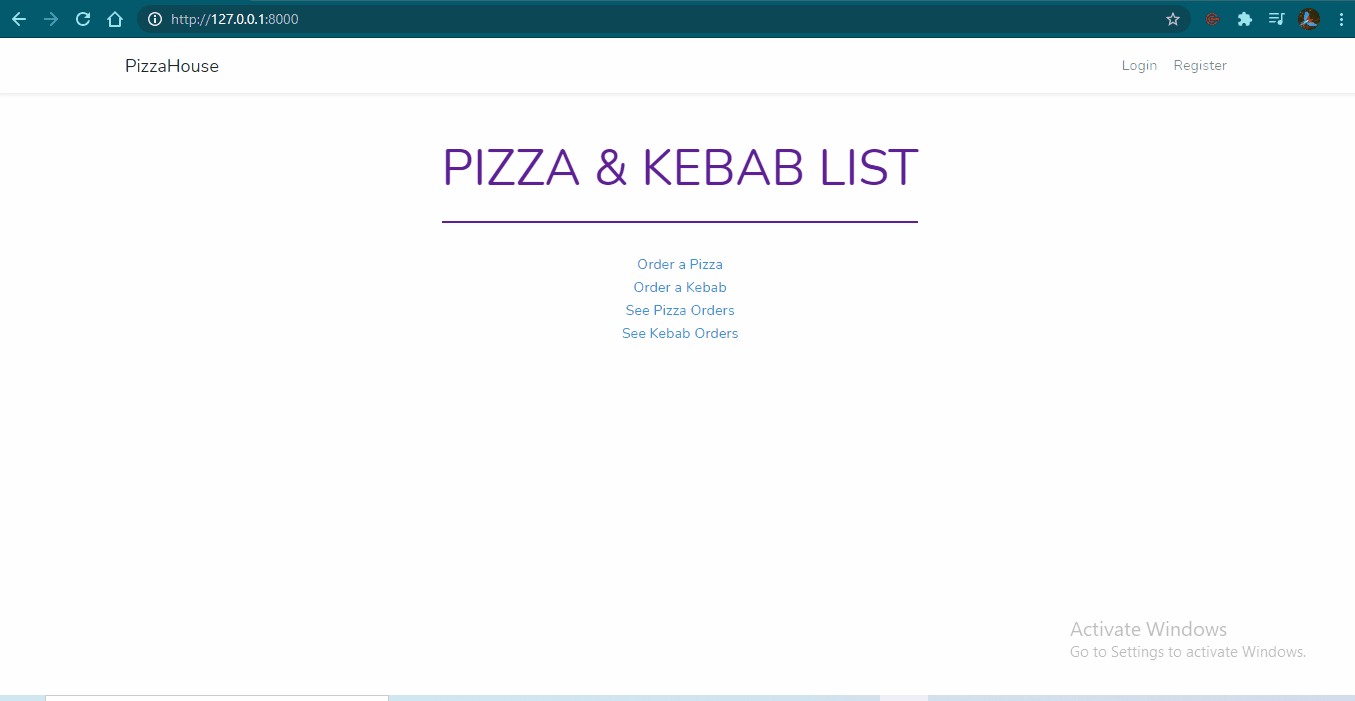 http://127.0.0.1:8000
PizzaHouse
Login Register
PIZZA & KEBAB LIST
Order a Pizza
Order a Kebab
See Pizza Orders
See Kebab Orders
Activate Windows
Go to Settings to activate Windows.